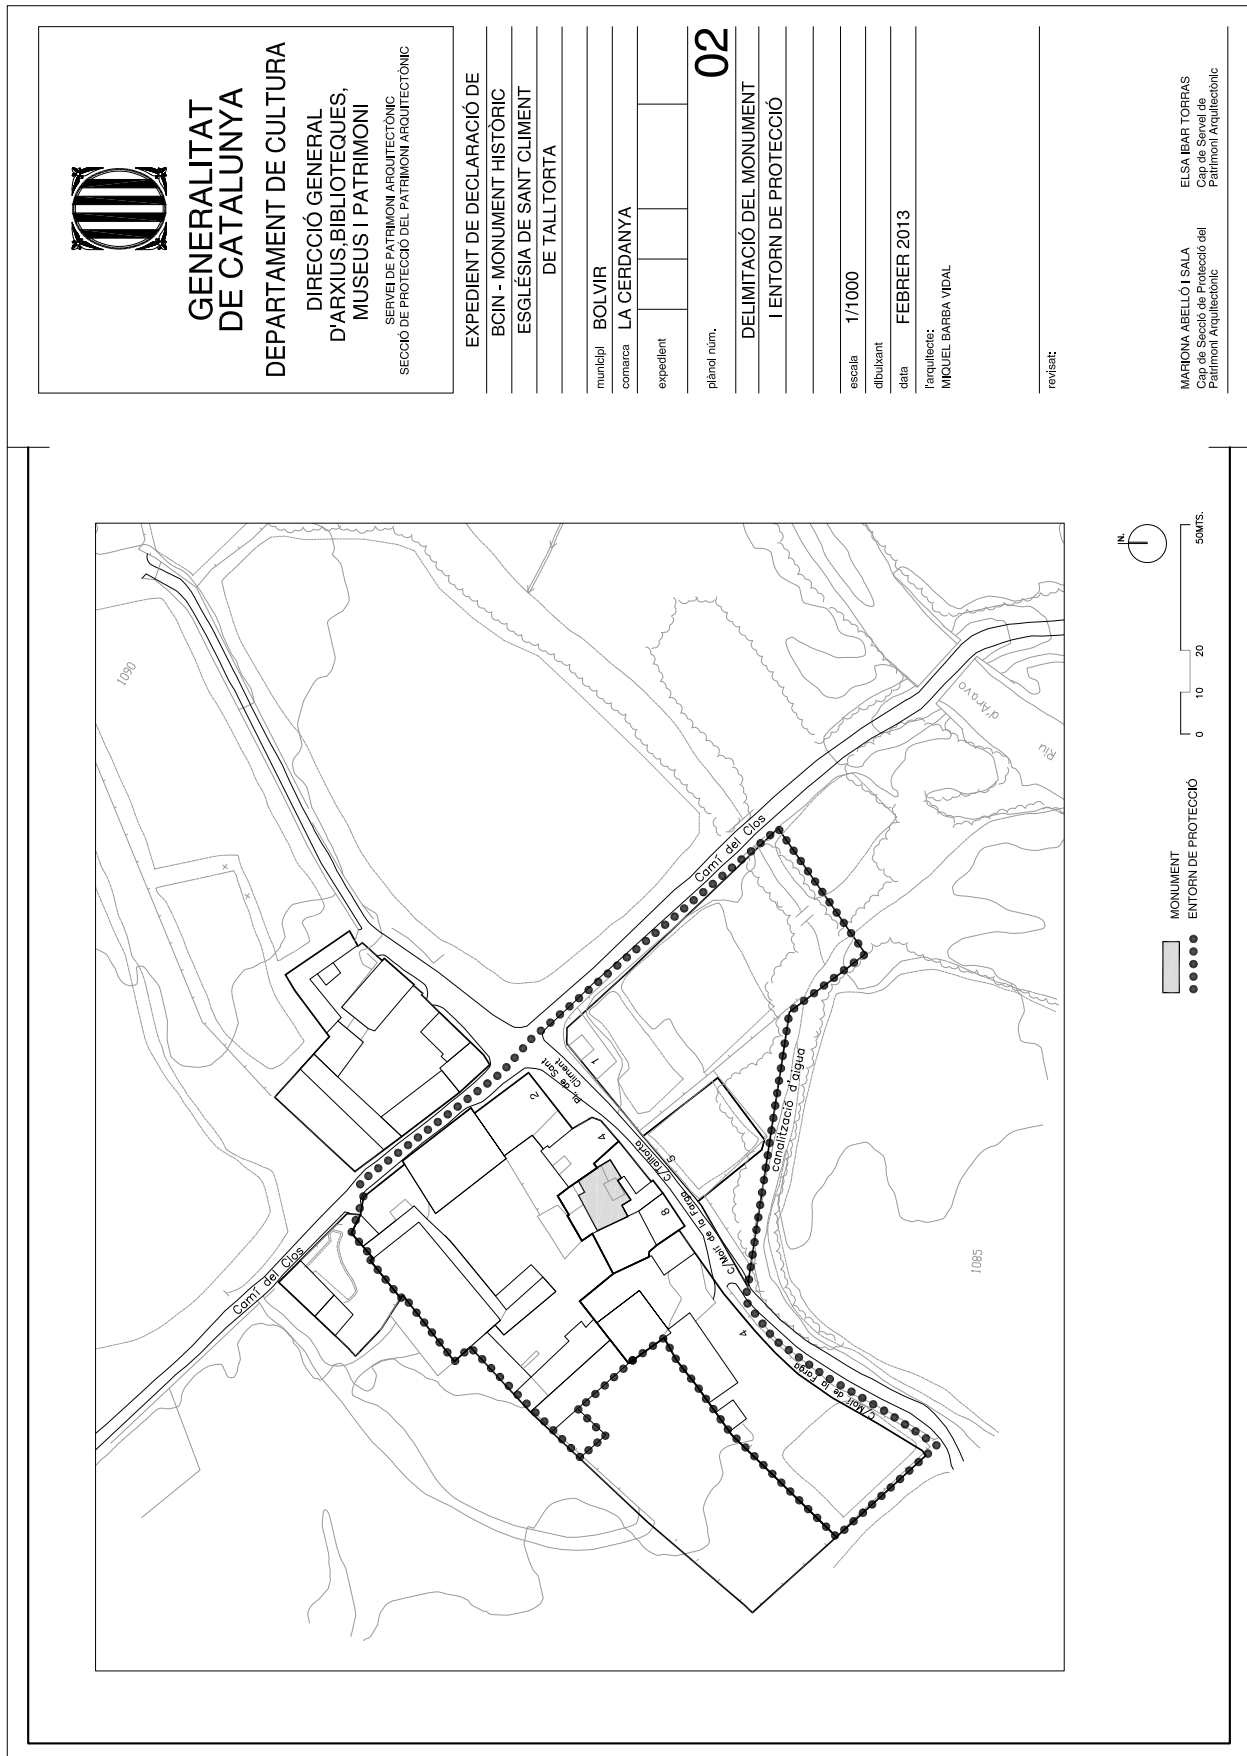 GENERALITAT
DE CATALUNYA
DEPARTAMENT DE CULTURA
DIRECCIÓ GENERAL
D'ARXIUS,BIBLIOTEQUES,
MUSEUS I PATRIMONI
SERVEI DE PATRIMONI ARQUITECTÒNIC
SECCIÓ DE PROTECCIÓ DEL PATRIMONI ARQUITECTÒNIC
EXPEDIENT DE DECLARACIÓ DE
BCIN - MONUMENT HISTÒRIC
ESGLÉSIA DE SANT CLIMENT
DE TALLTORTA
municipi BOLVIR
comarca LA CERDANYA
expedient
plànol núm. 02
DELIMITACIÓ DEL MONUMENT
I ENTORN DE PROTECCIÓ
escala 1/1000
dibuixant
data FEBRER 2013
l'arquitecte:
MIQUEL BARBA VIDAL
revisat:
MARIONA ABELLÓ I SALA
Cap de Secció de Protecció del
Patrimoni Arquitectònic
ELSA IBAR TORRAS
Cap de Servei de
Patrimoni Arquitectònic
1090
Camí del Clos
Camí del Clos
Pl. de Sant
Climent
1
2
4
5
8
4
C/Talltorta
C/Molí de la Farga
C/Molí de la Farga
canalització d'aigua
Riu
d'Aravo
1085
N.
0 10 20 50MTS.
MONUMENT
ENTORN DE PROTECCIÓ